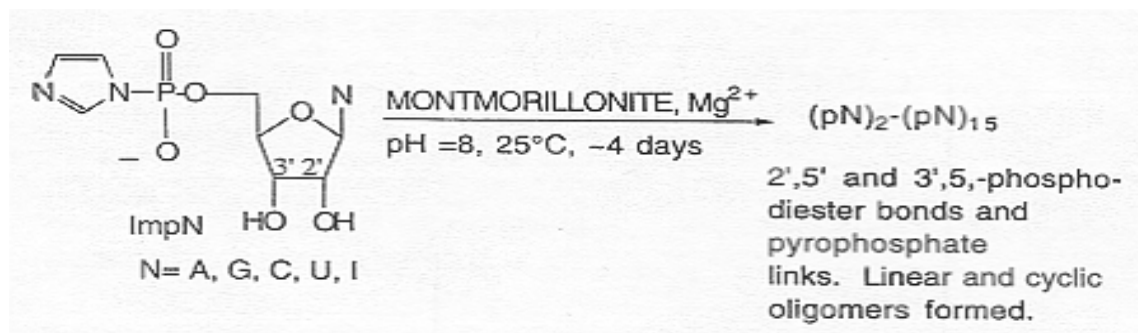 O
N
N-P-O
O
N
O
3' 2'
HO OH
ImpN
N= A, G, C, U, I
MONTMORILLONITE, Mg²⁺
pH =8, 25°C, ~4 days
(pN)₂-(pN)₁₅
2',5' and 3',5,-phospho-
diester bonds and
pyrophosphate
links. Linear and cyclic
oligomers formed.